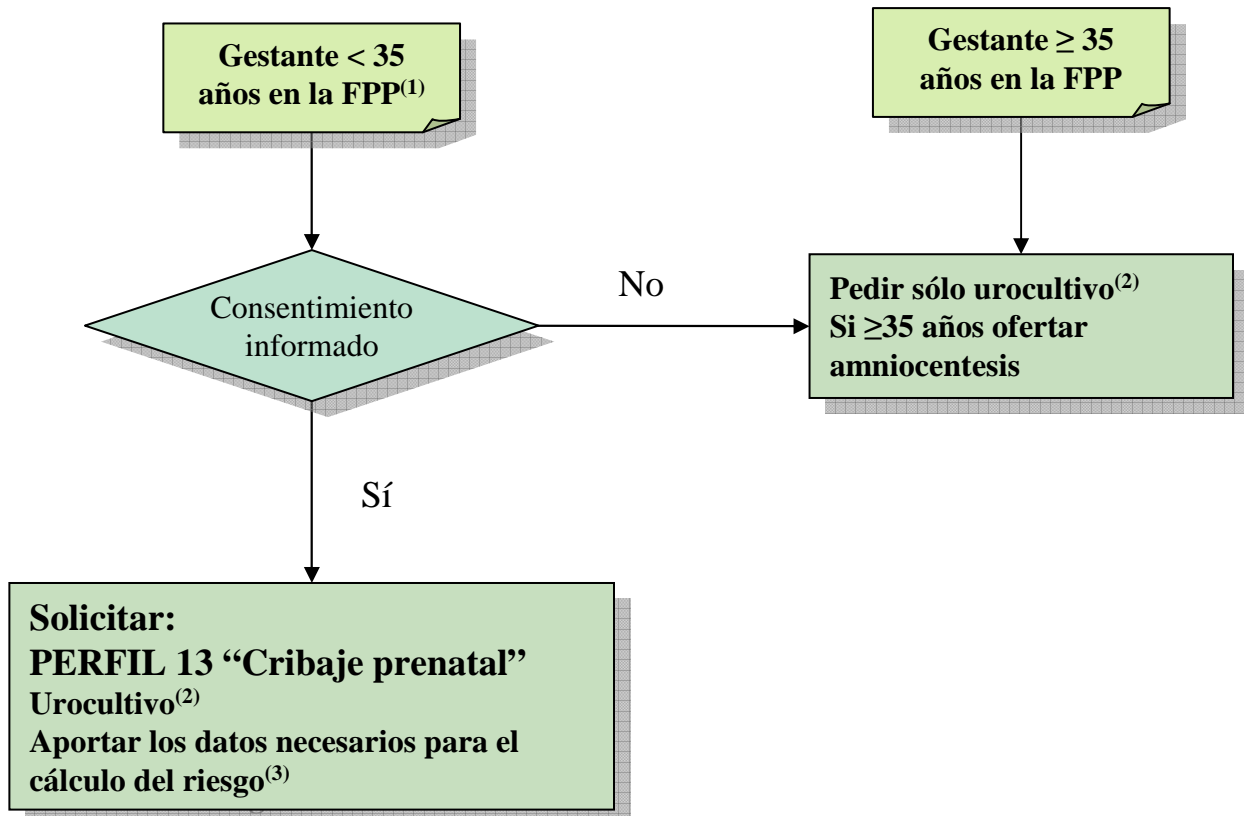 Gestante < 35
años en la FPP(1)
Gestante ≥ 35
años en la FPP
Consentimiento
informado
No
Pedir sólo urocultivo(2)
Si ≥35 años ofertar
amniocentesis
Sí
Solicitar:
PERFIL 13 “Cribaje prenatal”
Urocultivo(2)
Aportar los datos necesarios para el
cálculo del riesgo(3)